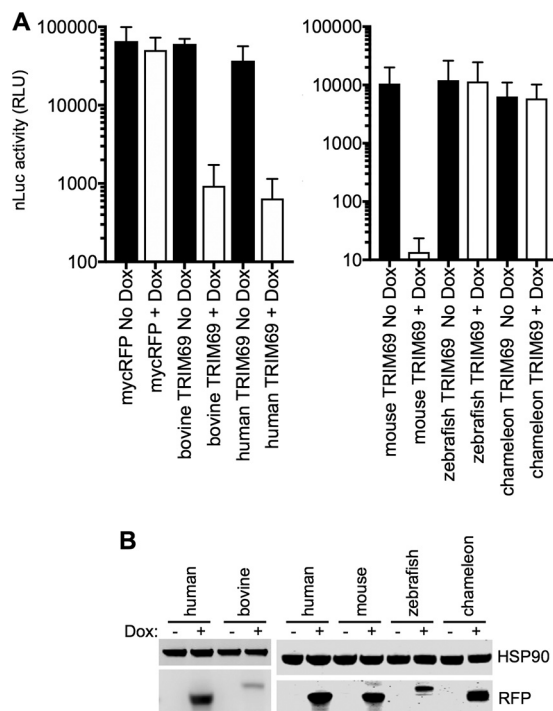 A
nLuc activity (RLU)
100000
10000
1000
100
mycRFP No Dox
mycRFP + Dox
bovine TRIM69 No Dox
bovine TRIM69 + Dox
human TRIM69 No Dox
human TRIM69 + Dox
100000
10000
1000
100
10
mouse TRIM69 No Dox
mouse TRIM69 + Dox
zebrafish TRIM69 No Dox
zebrafish TRIM69 + Dox
chameleon TRIM69 No Dox
chameleon TRIM69 + Dox
B
human bovine human mouse zebrafish chameleon
Dox: - + - + - + - + - + - +
HSP90
RFP